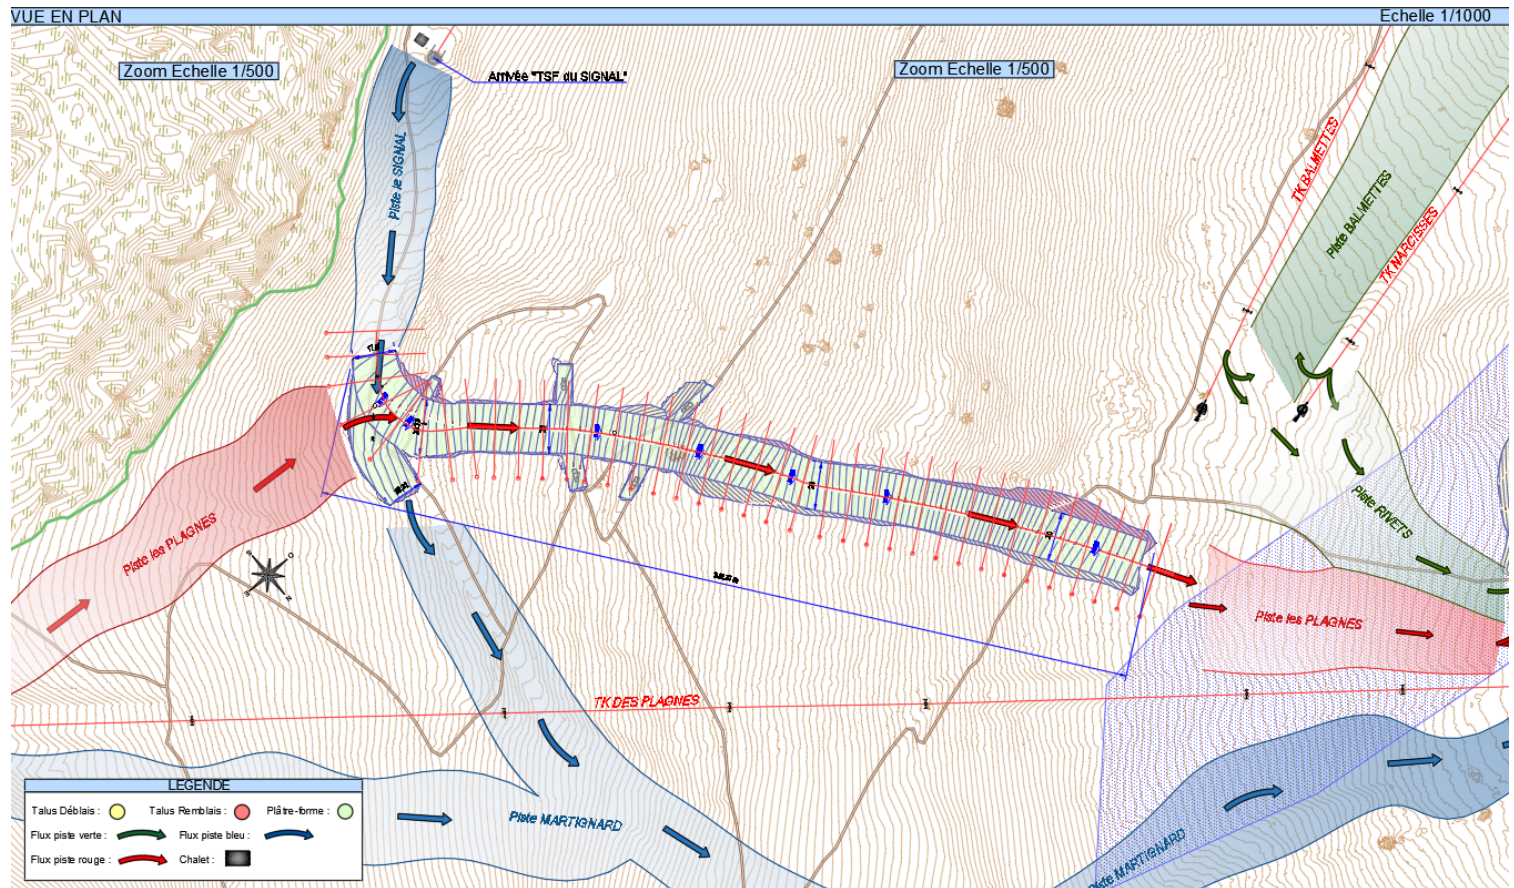 VUE EN PLAN
Echelle 1/1000
Zoom Echelle 1/500
Zoom Echelle 1/500
Arrivée "TSF du SIGNAL"
Piste le SIGNAL
TK BALMETTES
Piste BALMETTES
TK NARCISSES
Piste les PLAGNES
Piste RIVETS
Piste les PLAGNES
TK DES PLAGNES
Piste MARTIGNARD
Piste MARTIGNARD
LEGENDE
Talus Déblais :
Talus Remblais :
Plâtre-forme :
Flux piste verte :
Flux piste bleu :
Flux piste rouge :
Chalet :